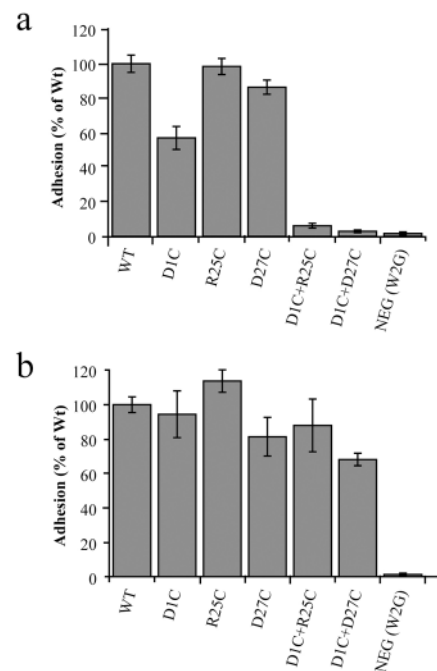 a
Adhesion (% of Wt)
120
100
80
60
40
20
0
WT
D1C
R25C
D27C
D1C+R25C
D1C+D27C
NEG (W2G)
b
Adhesion (% of Wt)
120
100
80
60
40
20
0
WT
D1C
R25C
D27C
D1C+R25C
D1C+D27C
NEG (W2G)